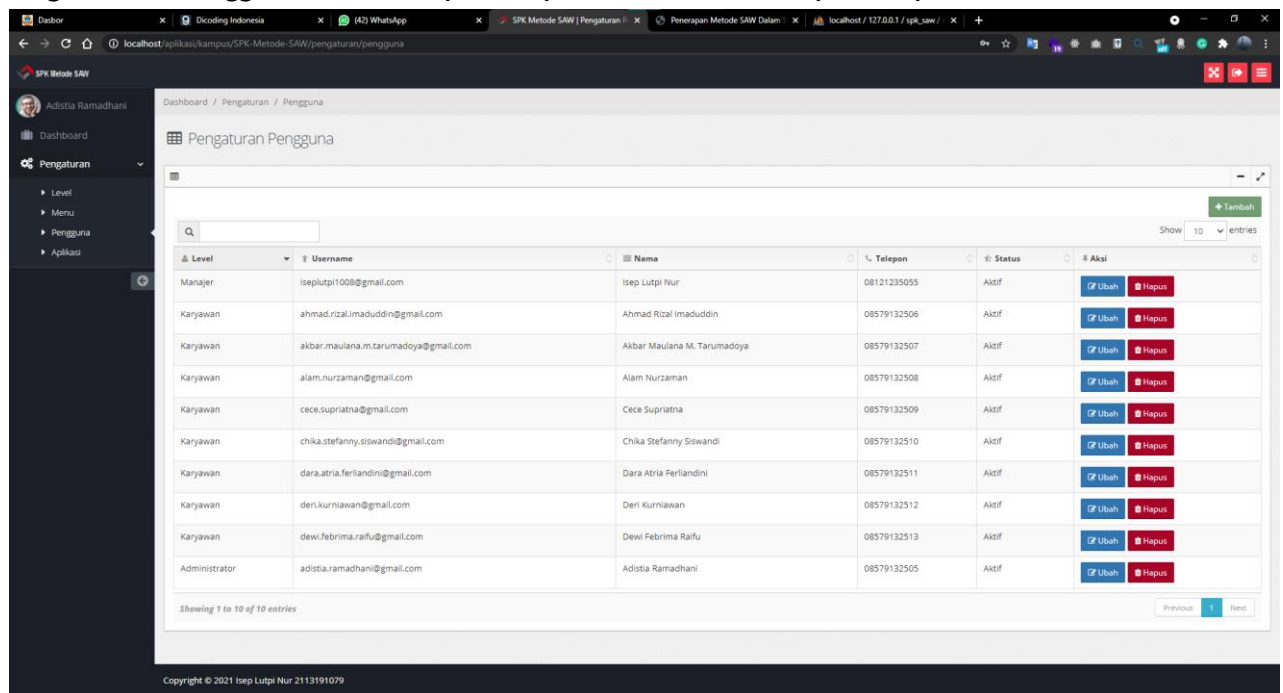 Dasbor Dicoding Indonesia (42) WhatsApp SPK Metode SAW | Pengaturan Penerapan Metode SAW Dalam localhost / 127.0.0.1 / spk_saw /
localhost/aplikasi/kampus/SPK-Metode-SAW/pengaturan/pengguna
19
SPK Metode SAW
Adistia Ramadhani
Dashboard
Pengaturan
Level
Menu
Pengguna
Aplikasi
Dashboard / Pengaturan / Pengguna
Pengaturan Pengguna
+Tambah
Show 10 entries
Level Username Nama Telepon Status Aksi
Manajer iseplutpi1008@gmail.com Isep Lutpi Nur 08121235055 Aktif Ubah Hapus
Karyawan ahmad.rizal.imaduddin@gmail.com Ahmad Rizal Imaduddin 08579132506 Aktif Ubah Hapus
Karyawan akbar.maulana.m.tarumadoya@gmail.com Akbar Maulana M. Tarumadoya 08579132507 Aktif Ubah Hapus
Karyawan alam.nurzaman@gmail.com Alam Nurzaman 08579132508 Aktif Ubah Hapus
Karyawan cece.supriatna@gmail.com Cece Supriatna 08579132509 Aktif Ubah Hapus
Karyawan chika.stefanny.siswandi@gmail.com Chika Stefanny Siswandi 08579132510 Aktif Ubah Hapus
Karyawan dara.atria.ferliandini@gmail.com Dara Atria Ferliandini 08579132511 Aktif Ubah Hapus
Karyawan deri.kurniawan@gmail.com Deri Kurniawan 08579132512 Aktif Ubah Hapus
Karyawan dewi.febrima.raifu@gmail.com Dewi Febrima Raifu 08579132513 Aktif Ubah Hapus
Administrator adistia.ramadhani@gmail.com Adistia Ramadhani 08579132505 Aktif Ubah Hapus
Showing 1 to 10 of 10 entries
Previous 1 Next
Copyright © 2021 Isep Lutpi Nur 2113191079